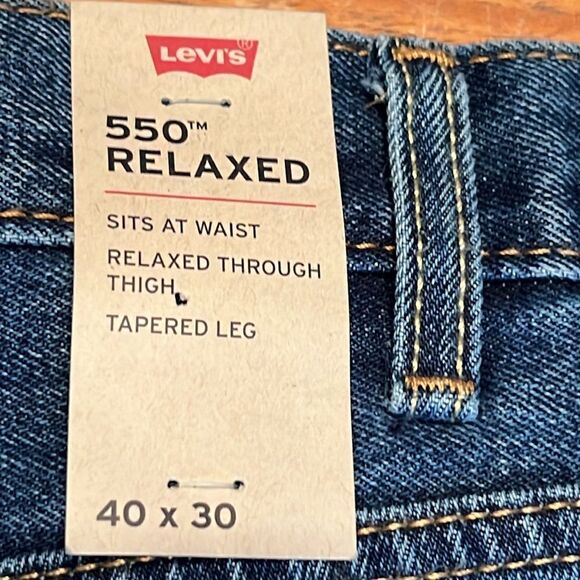 Levi's®
550™
RELAXED
SITS AT WAIST
RELAXED THROUGH
THIGH
TAPERED LEG
40 x 30